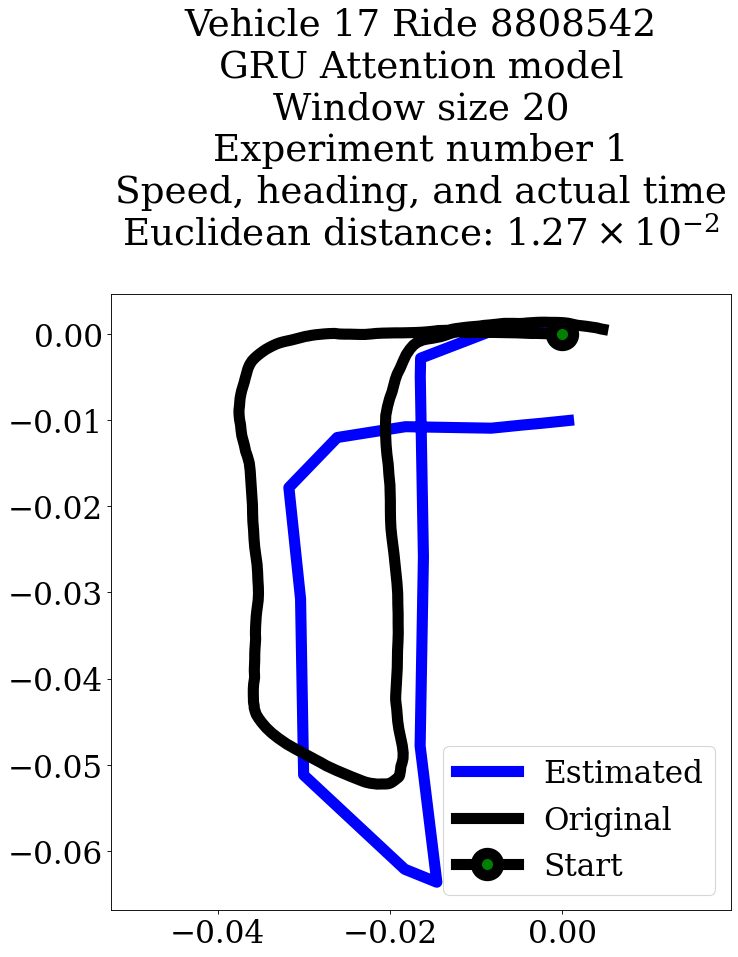 Vehicle 17 Ride 8808542
GRU Attention model
Window size 20
Experiment number 1
Speed, heading, and actual time
Euclidean distance: 1.27 × 10⁻²
0.00
−0.01
−0.02
−0.03
−0.04
−0.05
−0.06
Estimated
Original
Start
−0.04
−0.02
0.00